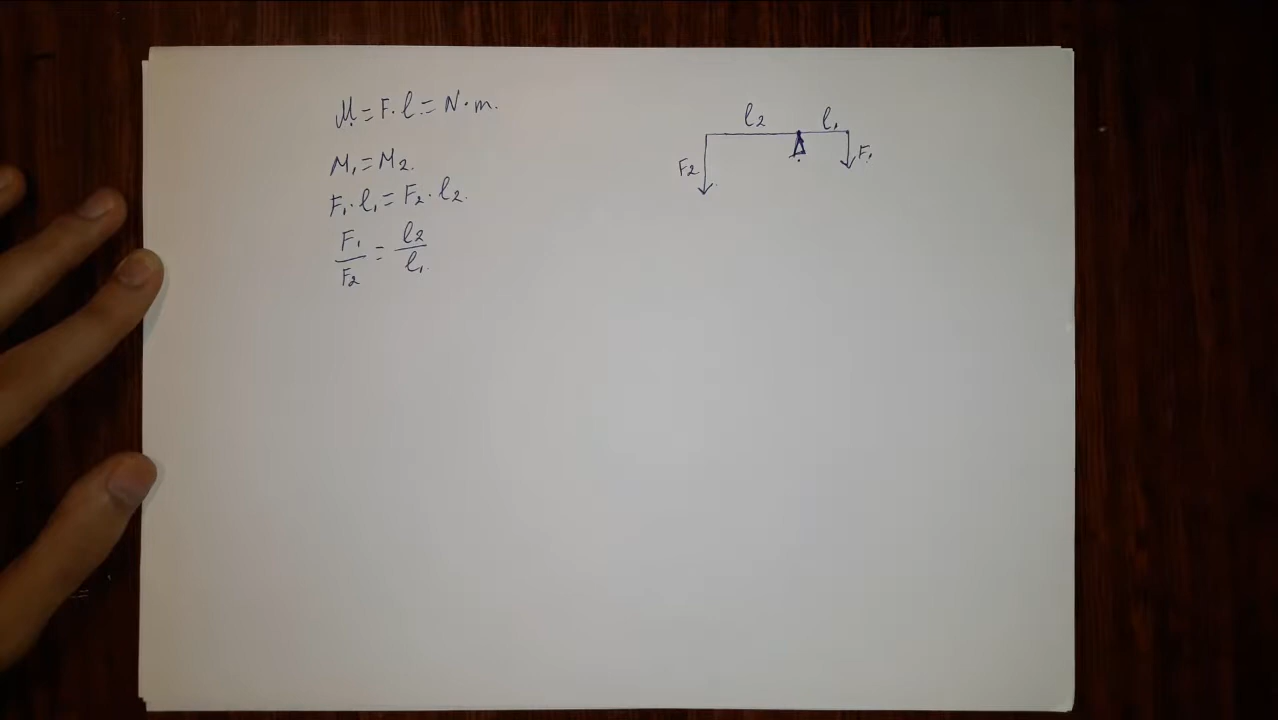 M = F · l = N · m.
M₁ = M₂.
F₁ · l₁ = F₂ · l₂.
F₁/F₂ = l₂/l₁.
l₂ l₁
F₂ F₁